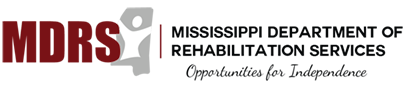 MDRS
MISSISSIPPI DEPARTMENT OF
REHABILITATION SERVICES
Opportunities for Independence